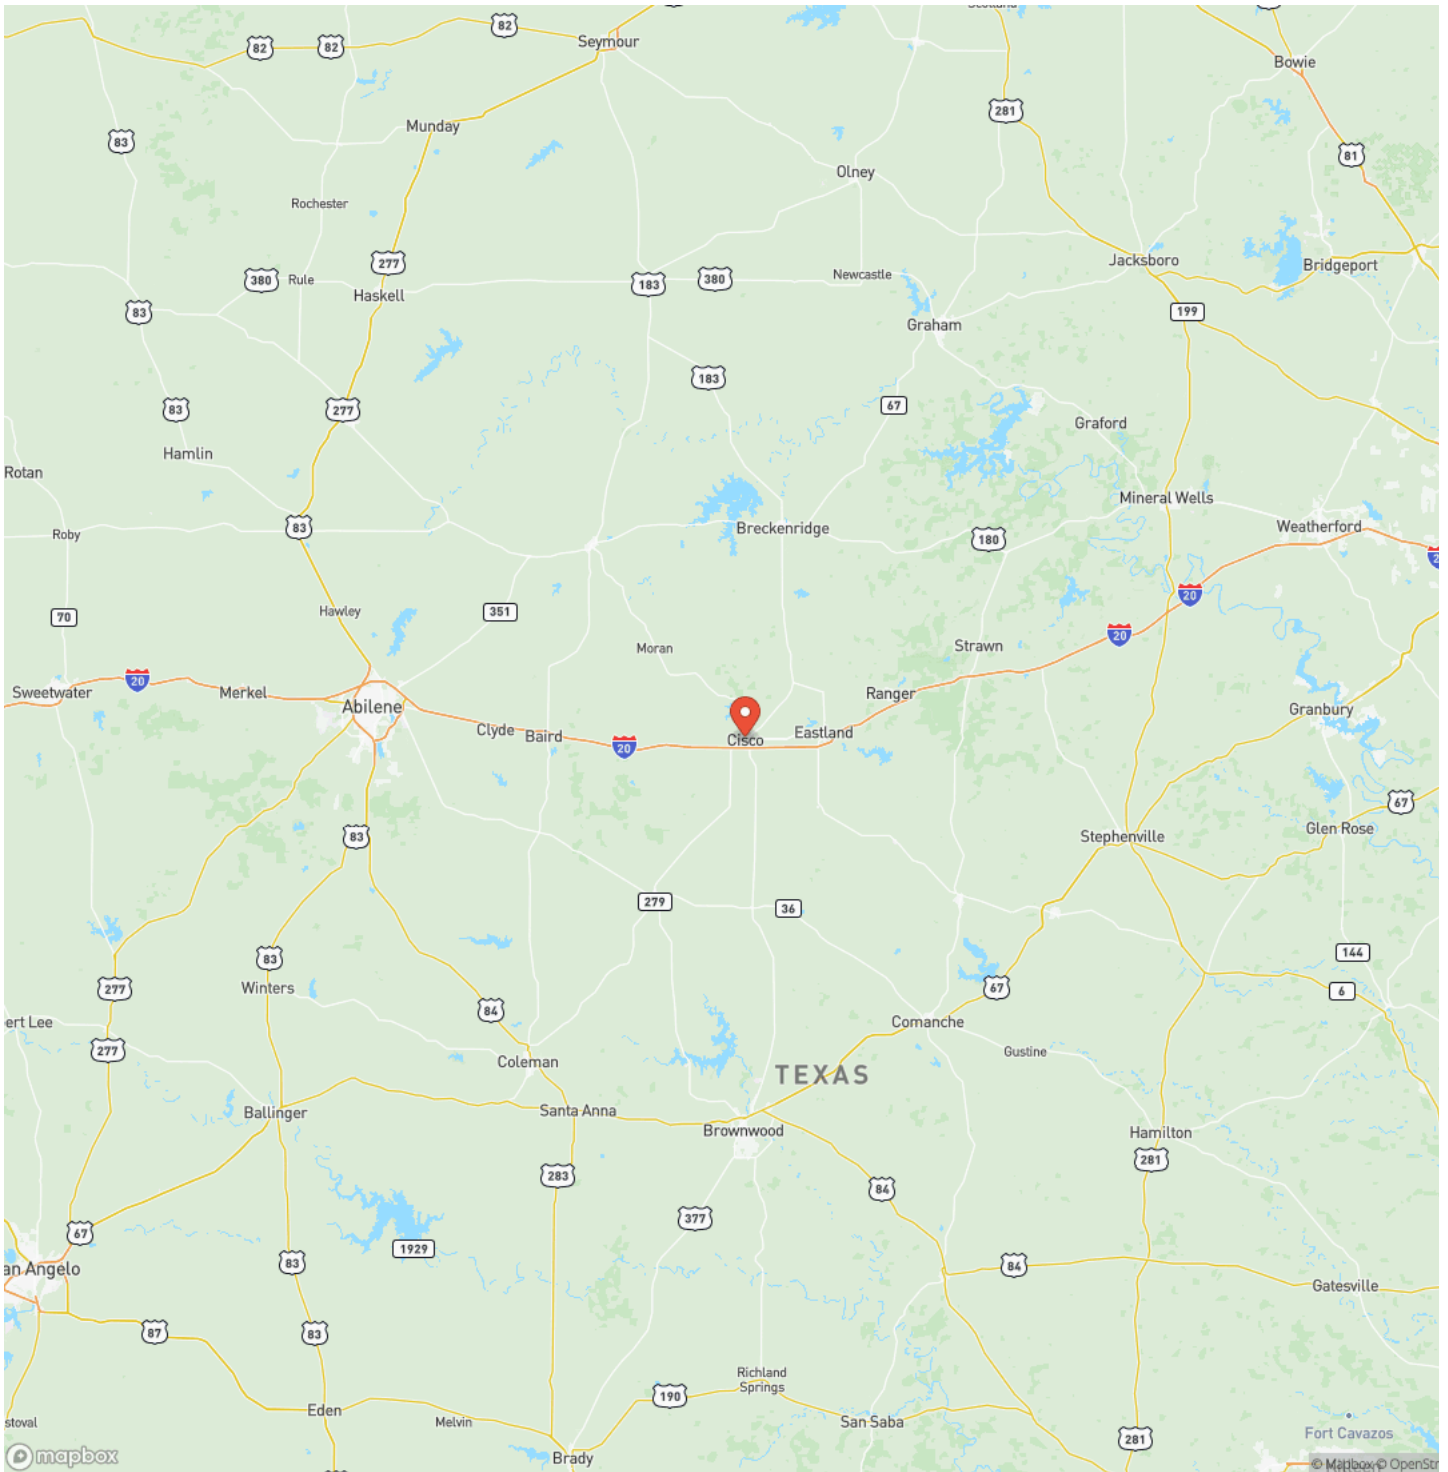 Scotland
82
Seymour
82
82
Bowie
281
Munday
83
81
Olney
Rochester
Jacksboro
277
Bridgeport
Newcastle
380
Rule
380
183
Haskell
83
199
Graham
183
67
83
277
Graford
Hamlin
Rotan
Mineral Wells
83
Breckenridge
Weatherford
Roby
180
20
Hawley
351
70
20
Strawn
Moran
20
Sweetwater
Merkel
Ranger
Abilene
Granbury
Clyde
Baird
Eastland
Cisco
20
67
Glen Rose
83
Stephenville
279
36
144
83
277
Winters
67
6
84
ert Lee
Comanche
277
Gustine
Coleman
TEXAS
Ballinger
Santa Anna
Brownwood
Hamilton
281
283
84
377
67
1929
83
an Angelo
84
Gatesville
87
83
Richland
Springs
190
Eden
Melvin
stoval
San Saba
Fort Cavazos
281
Brady
mapbox
© Mapbox © OpenStr